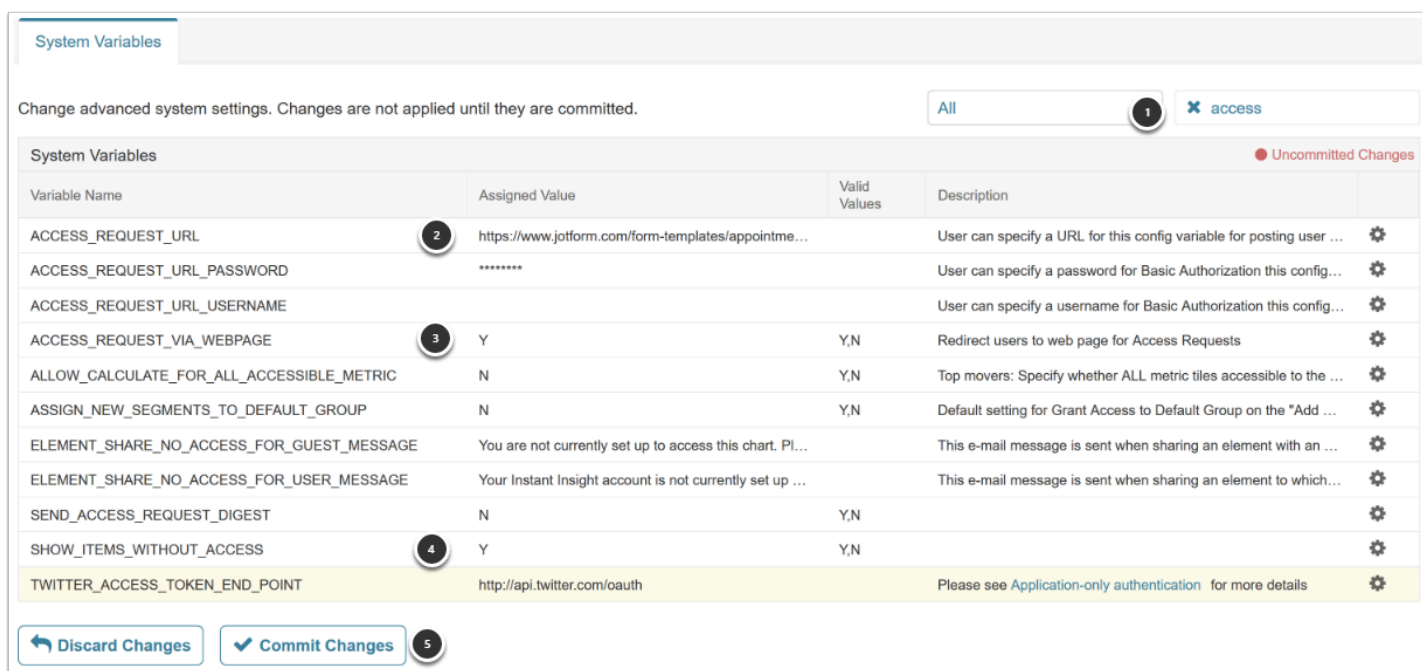 System Variables
Change advanced system settings. Changes are not applied until they are committed.
All
1
access
System Variables
Uncommitted Changes
Variable Name Assigned Value Valid Values Description
ACCESS_REQUEST_URL 2 https://www.jotform.com/form-templates/appointme... User can specify a URL for this config variable for posting user ...
ACCESS_REQUEST_URL_PASSWORD ******** User can specify a password for Basic Authorization this config...
ACCESS_REQUEST_URL_USERNAME User can specify a username for Basic Authorization this config...
ACCESS_REQUEST_VIA_WEBPAGE 3 Y Y,N Redirect users to web page for Access Requests
ALLOW_CALCULATE_FOR_ALL_ACCESSIBLE_METRIC N Y,N Top movers: Specify whether ALL metric tiles accessible to the ...
ASSIGN_NEW_SEGMENTS_TO_DEFAULT_GROUP N Y,N Default setting for Grant Access to Default Group on the "Add ...
ELEMENT_SHARE_NO_ACCESS_FOR_GUEST_MESSAGE You are not currently set up to access this chart. Pl... This e-mail message is sent when sharing an element with an ...
ELEMENT_SHARE_NO_ACCESS_FOR_USER_MESSAGE Your Instant Insight account is not currently set up ... This e-mail message is sent when sharing an element to which...
SEND_ACCESS_REQUEST_DIGEST N Y,N
SHOW_ITEMS_WITHOUT_ACCESS 4 Y Y,N
TWITTER_ACCESS_TOKEN_END_POINT http://api.twitter.com/oauth Please see Application-only authentication for more details
Discard Changes Commit Changes 5